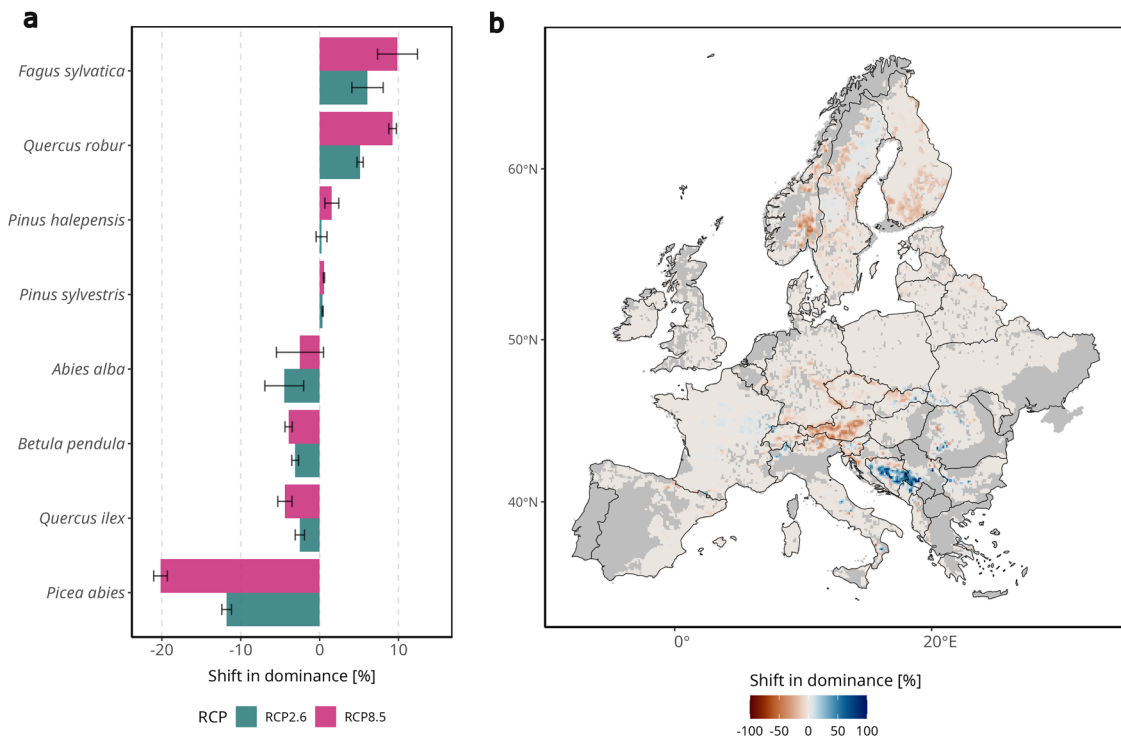 a
Fagus sylvatica
Quercus robur
Pinus halepensis
Pinus sylvestris
Abies alba
Betula pendula
Quercus ilex
Picea abies
-20 -10 0 10
Shift in dominance [%]
RCP RCP2.6 RCP8.5
b
60°N
50°N
40°N
0° 20°E
Shift in dominance [%]
-100 -50 0 50 100